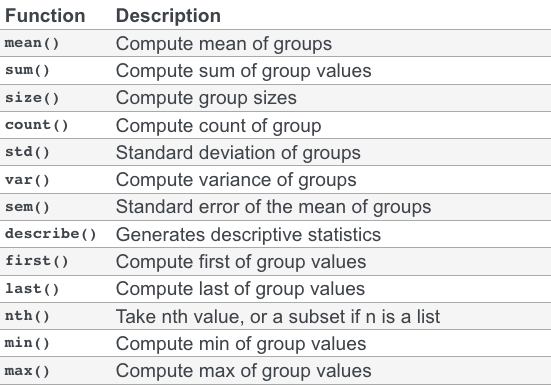 Function Description
mean() Compute mean of groups
sum() Compute sum of group values
size() Compute group sizes
count() Compute count of group
std() Standard deviation of groups
var() Compute variance of groups
sem() Standard error of the mean of groups
describe() Generates descriptive statistics
first() Compute first of group values
last() Compute last of group values
nth() Take nth value, or a subset if n is a list
min() Compute min of group values
max() Compute max of group values